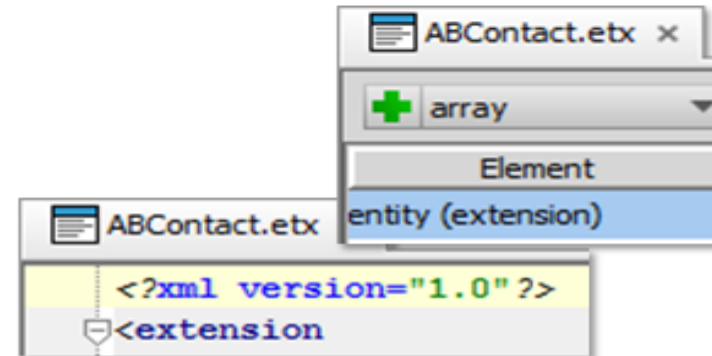 ABContact.etx ×
array
Element
entity (extension)
ABContact.etx
<?xml version="1.0"?>
<extension